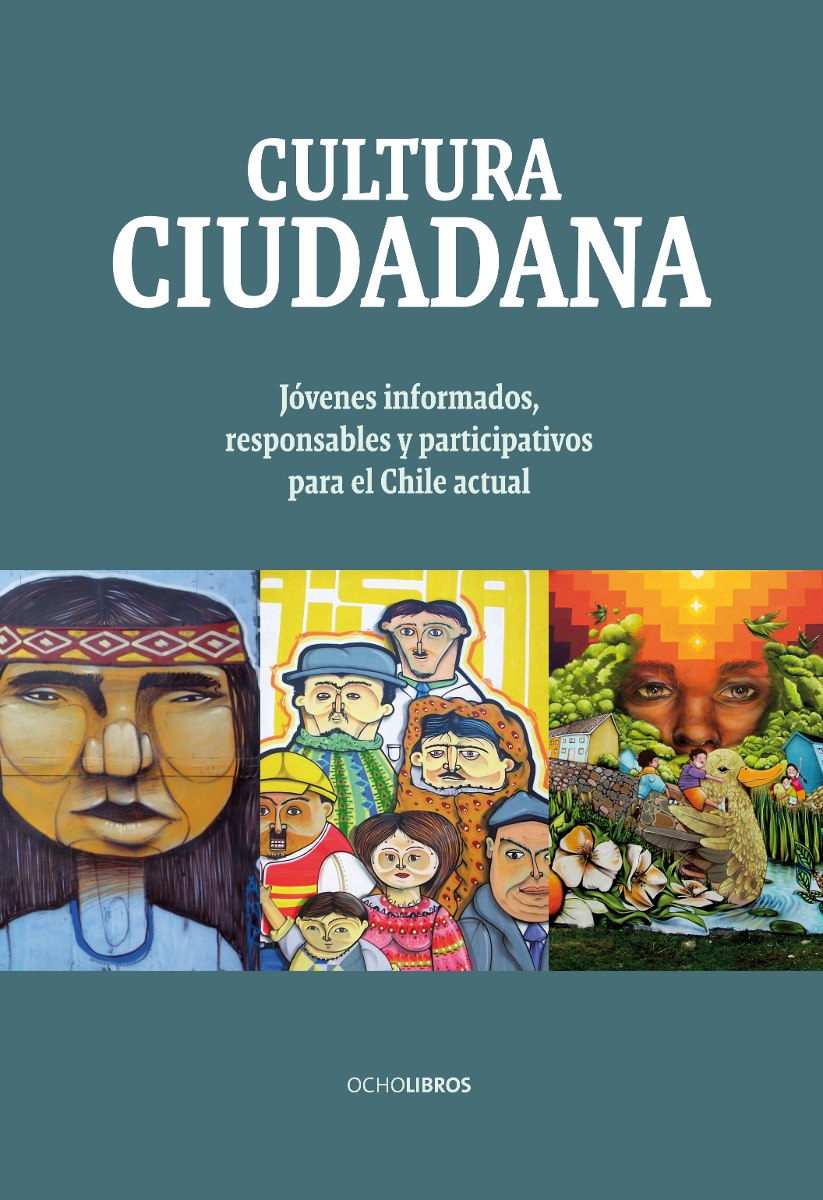 CULTURA
CIUDADANA
Jóvenes informados,
responsables y participativos
para el Chile actual
OCHOLIBROS